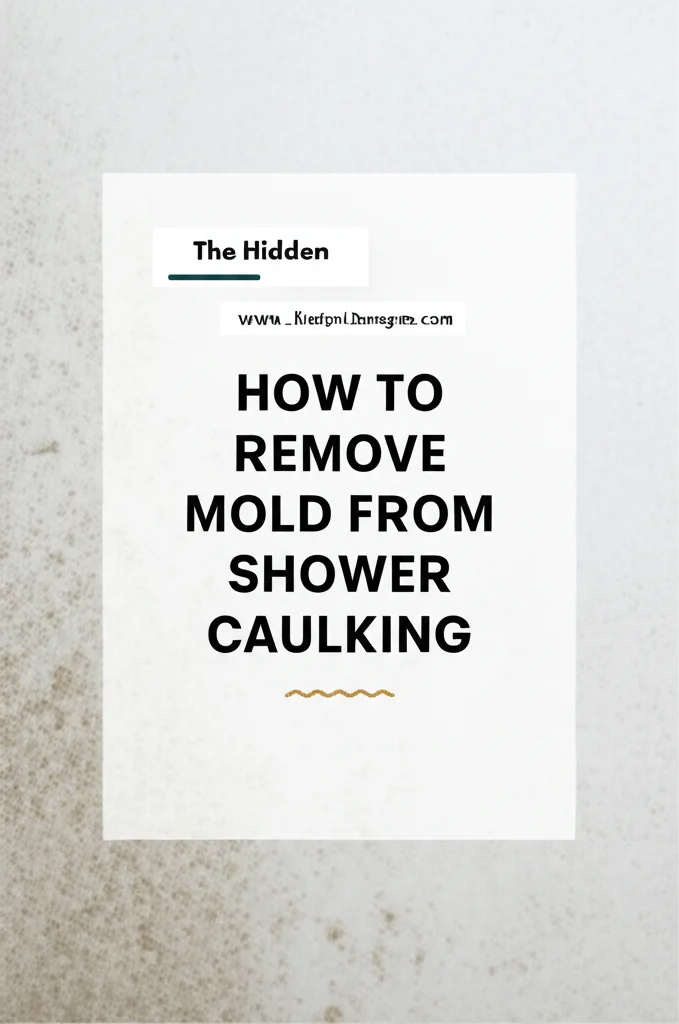 The Hidden
HOW TO
REMOVE
MOLD FROM
SHOWER
CAULKING